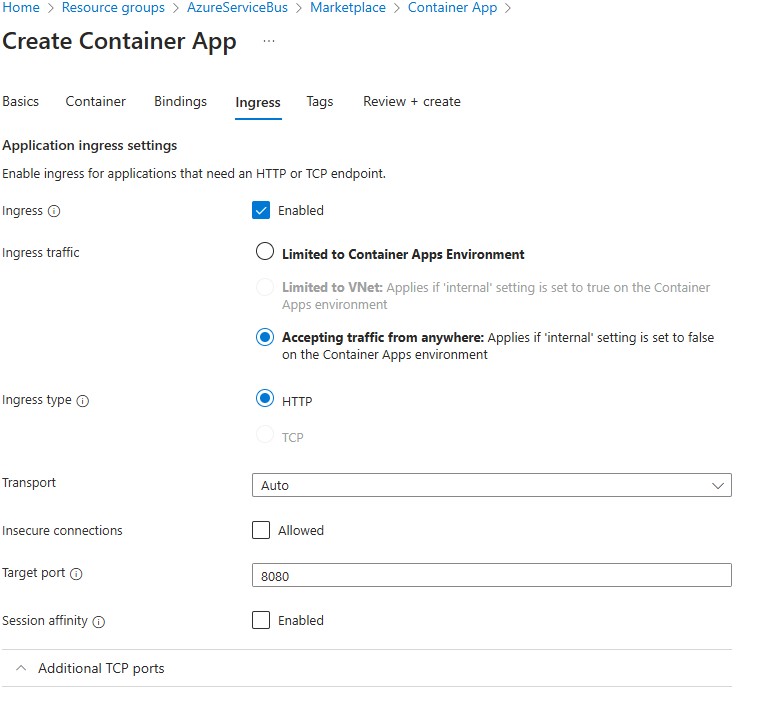 Home > Resource groups > AzureServiceBus > Marketplace > Container App >
Create Container App ...
Basics Container Bindings Ingress Tags Review + create
Application ingress settings
Enable ingress for applications that need an HTTP or TCP endpoint.
Ingress Enabled
Ingress traffic Limited to Container Apps Environment
Limited to VNet: Applies if 'internal' setting is set to true on the Container
Apps environment
Accepting traffic from anywhere: Applies if 'internal' setting is set to false
on the Container Apps environment
Ingress type HTTP
TCP
Transport Auto
Insecure connections Allowed
Target port 8080
Session affinity Enabled
Additional TCP ports